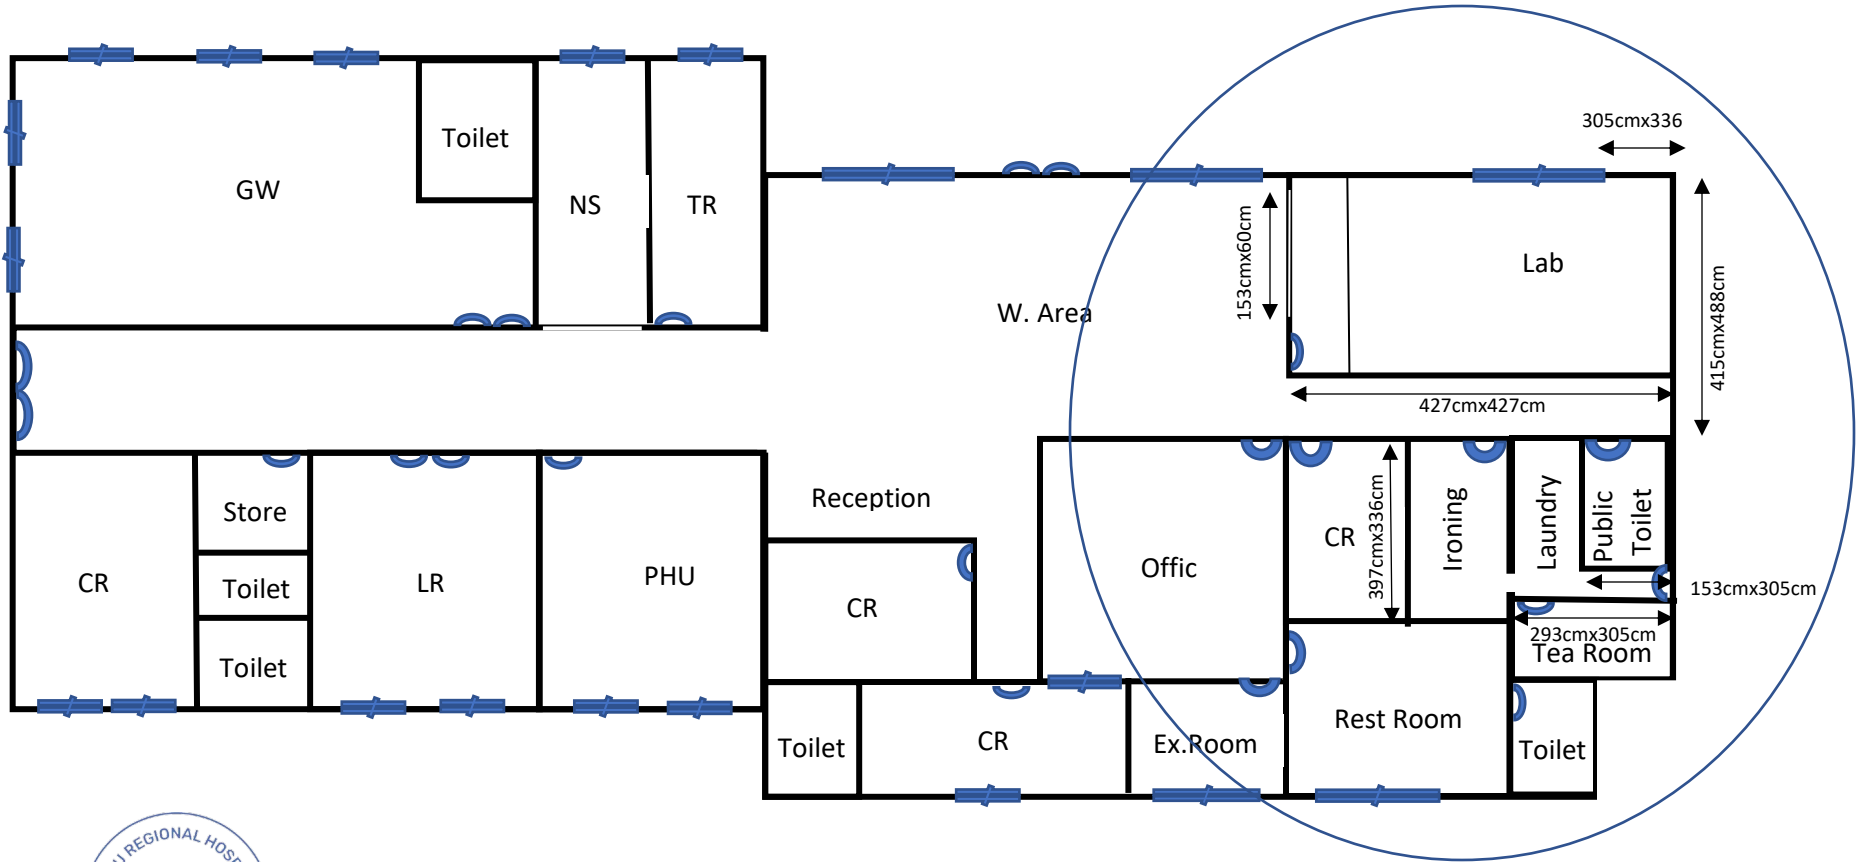 305cmx336
Toilet
GW
NS
TR
Lab
153cmx60cm
W. Area
415cmx488cm
427cmx427cm
Reception
Store
CR
Toilet
Toilet
LR
PHU
CR
Offic
CR
397cmx336cm
Ironing
Laundry
Public
Toilet
153cmx305cm
293cmx305cm
Tea Room
Rest Room
Toilet
CR
Ex.Room
Toilet
REGIONAL